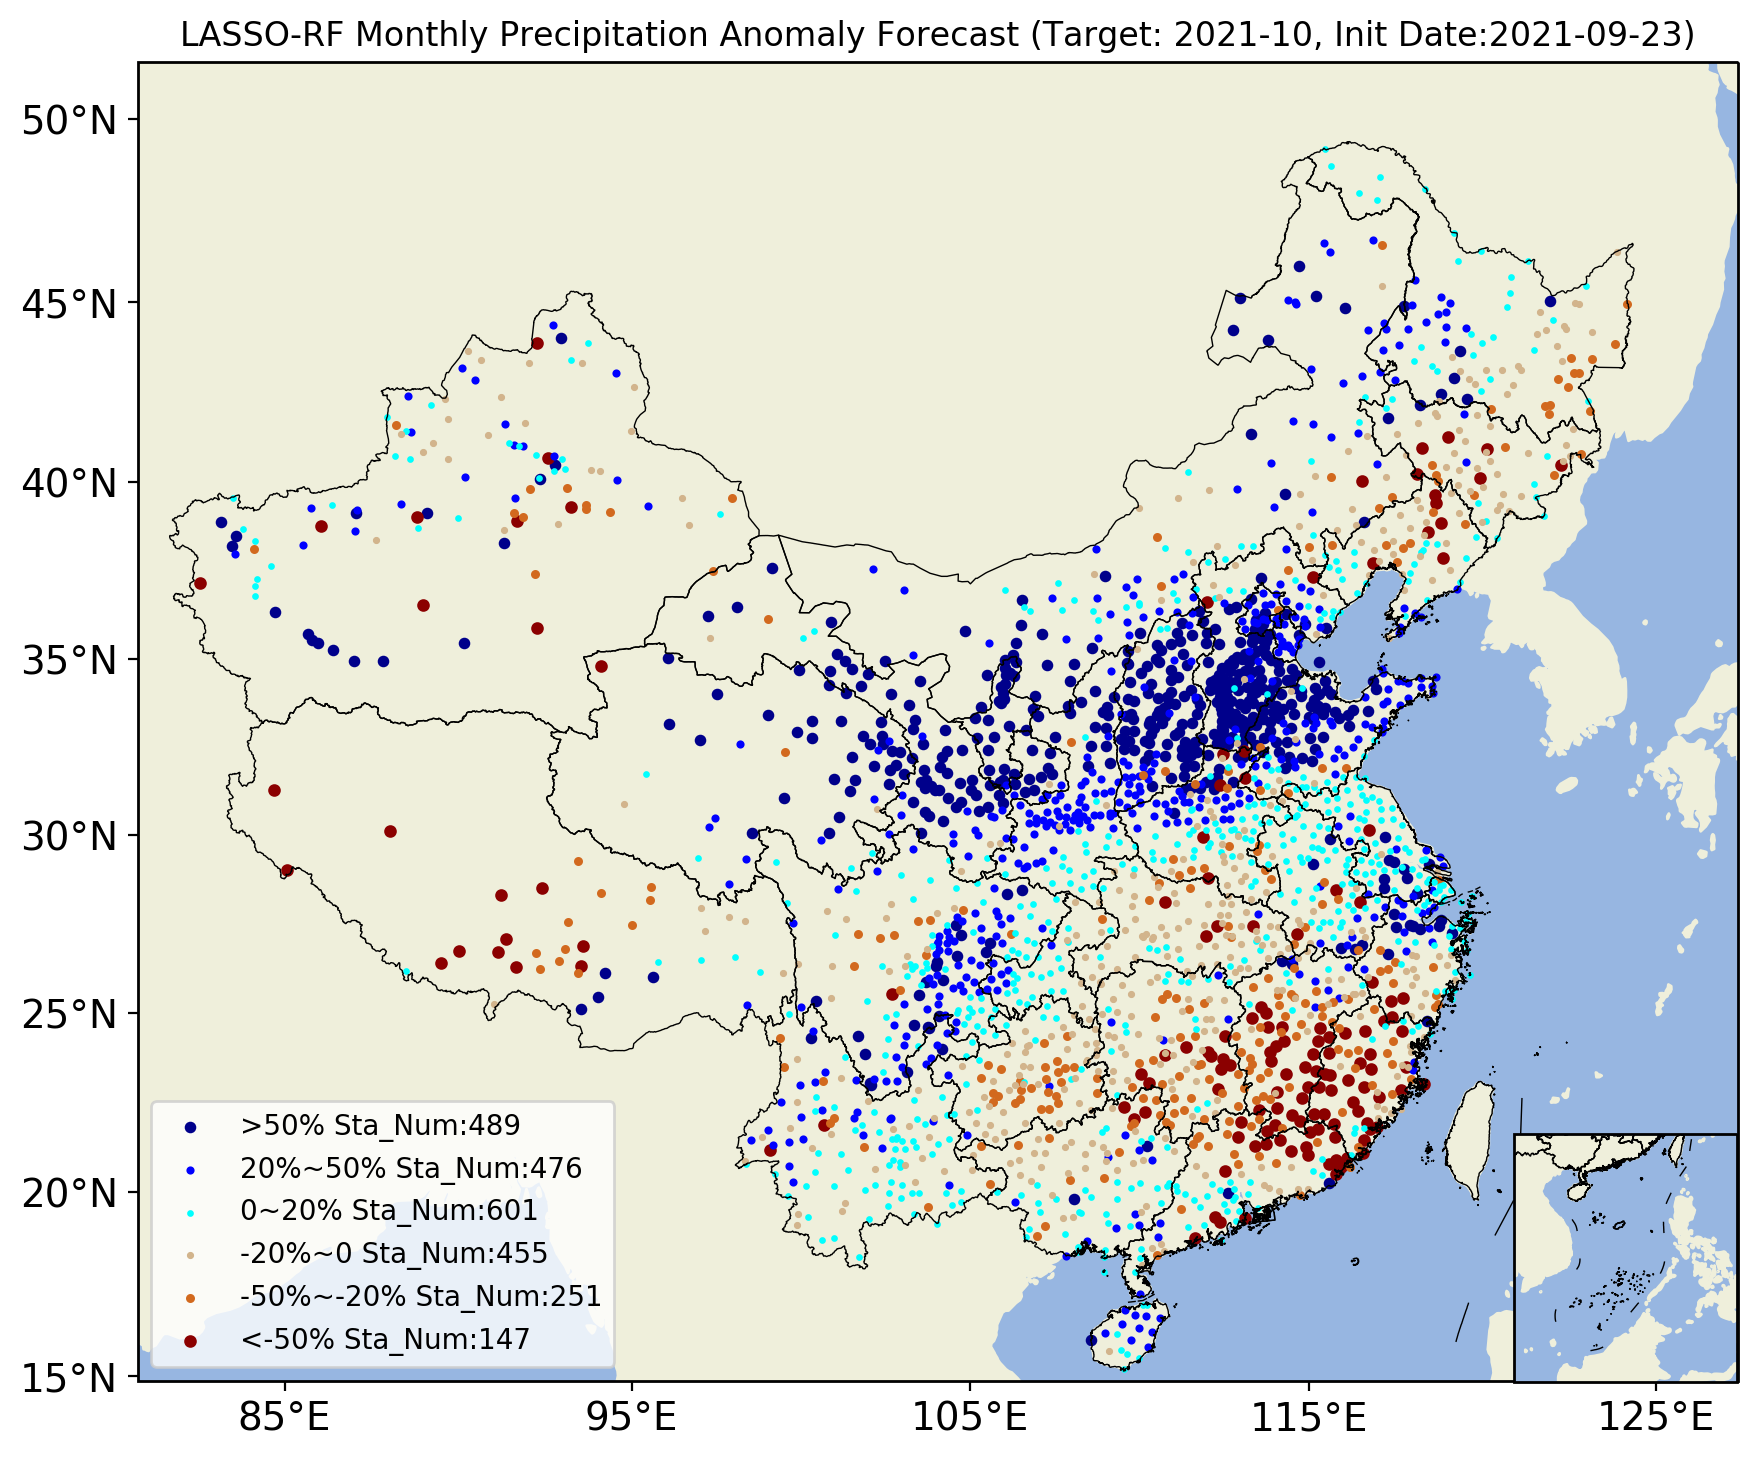 LASSO-RF Monthly Precipitation Anomaly Forecast (Target: 2021-10, Init Date:2021-09-23)
50°N
45°N
40°N
35°N
30°N
25°N
20°N
15°N
>50% Sta_Num:489
20%~50% Sta_Num:476
0~20% Sta_Num:601
-20%~0 Sta_Num:455
-50%~-20% Sta_Num:251
<-50% Sta_Num:147
85°E
95°E
105°E
115°E
125°E